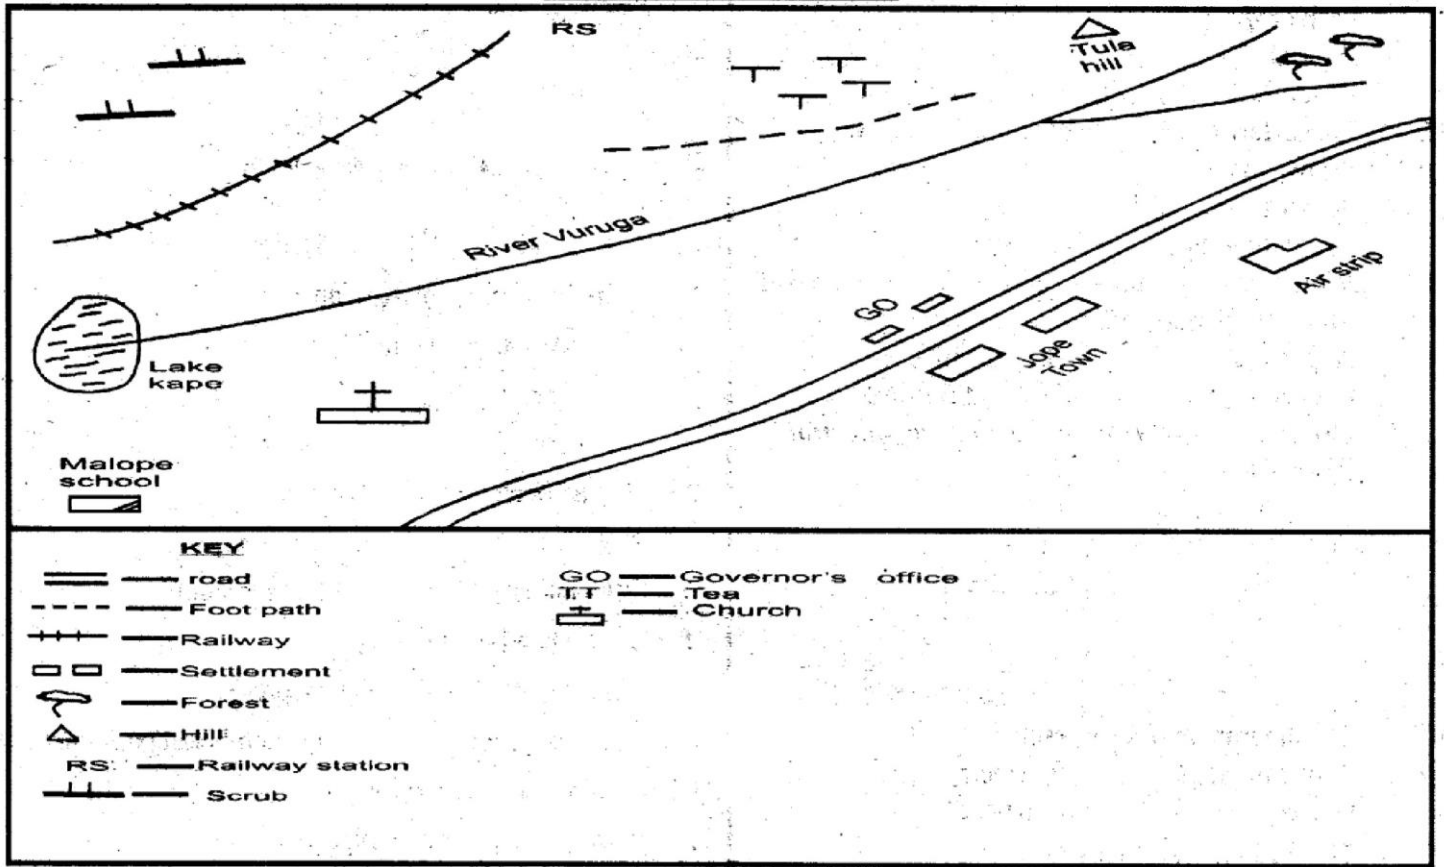 RS
Tula
hill
River Vuruga
GO
Air strip
Jope
Town
Lake
kape
Malope
school
KEY
road
Foot path
Railway
Settlement
Forest
Hill
RS Railway station
Scrub
GO Governor's office
TT Tea
Church